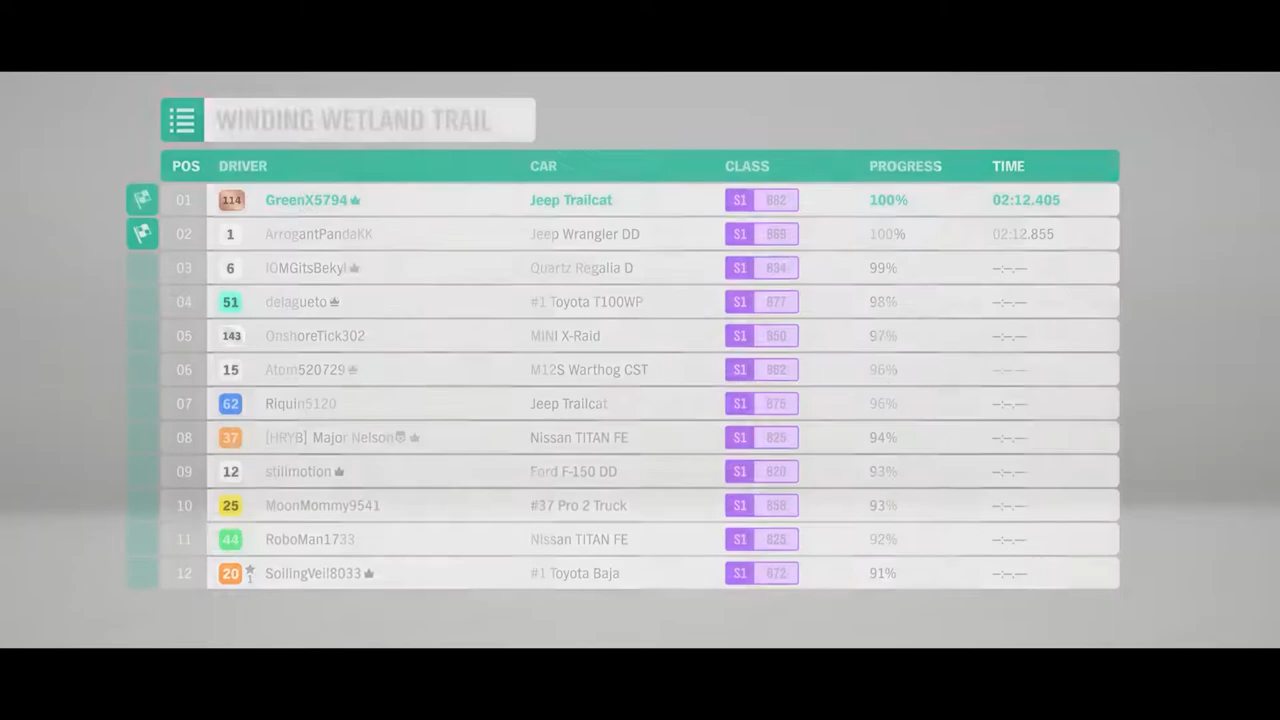 WINDING WETLAND TRAIL
POS DRIVER CAR CLASS PROGRESS TIME
01 114 GreenX5794 Jeep Trailcat S1 882 100% 02:12.405
02 1 ArrogantPandaKK Jeep Wrangler DD S1 869 100% 02:12.855
03 6 IOMGitsBekyl Quartz Regalia D S1 834 99% --:--.---
04 51 delagueto #1 Toyota T100WP S1 877 98% --:--.---
05 143 OnshoreTick302 MINI X-Raid S1 850 97% --:--.---
06 15 Atom520729 M12S Warthog CST S1 882 96% --:--.---
07 62 Riquin5120 Jeep Trailcat S1 876 96% --:--.---
08 37 [HRYB] Major Nelson Nissan TITAN FE S1 825 94% --:--.---
09 12 stilimotion Ford F-150 DD S1 820 93% --:--.---
10 25 MoonMommy9541 #37 Pro 2 Truck S1 858 93% --:--.---
11 44 RoboMan1733 Nissan TITAN FE S1 825 92% --:--.---
12 20 1 SoilingVeil8033 #1 Toyota Baja S1 872 91% --:--.---